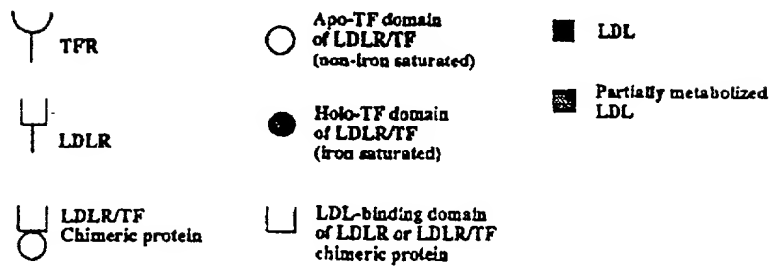 TFR
LDLR
LDLR/TF
Chimeric protein
Apo-TF domain
of LDLR/TF
(non-iron saturated)
Holo-TF domain
of LDLR/TF
(iron saturated)
LDL-binding domain
of LDLR or LDLR/TF
chimeric protein
LDL
Partially metabolized
LDL